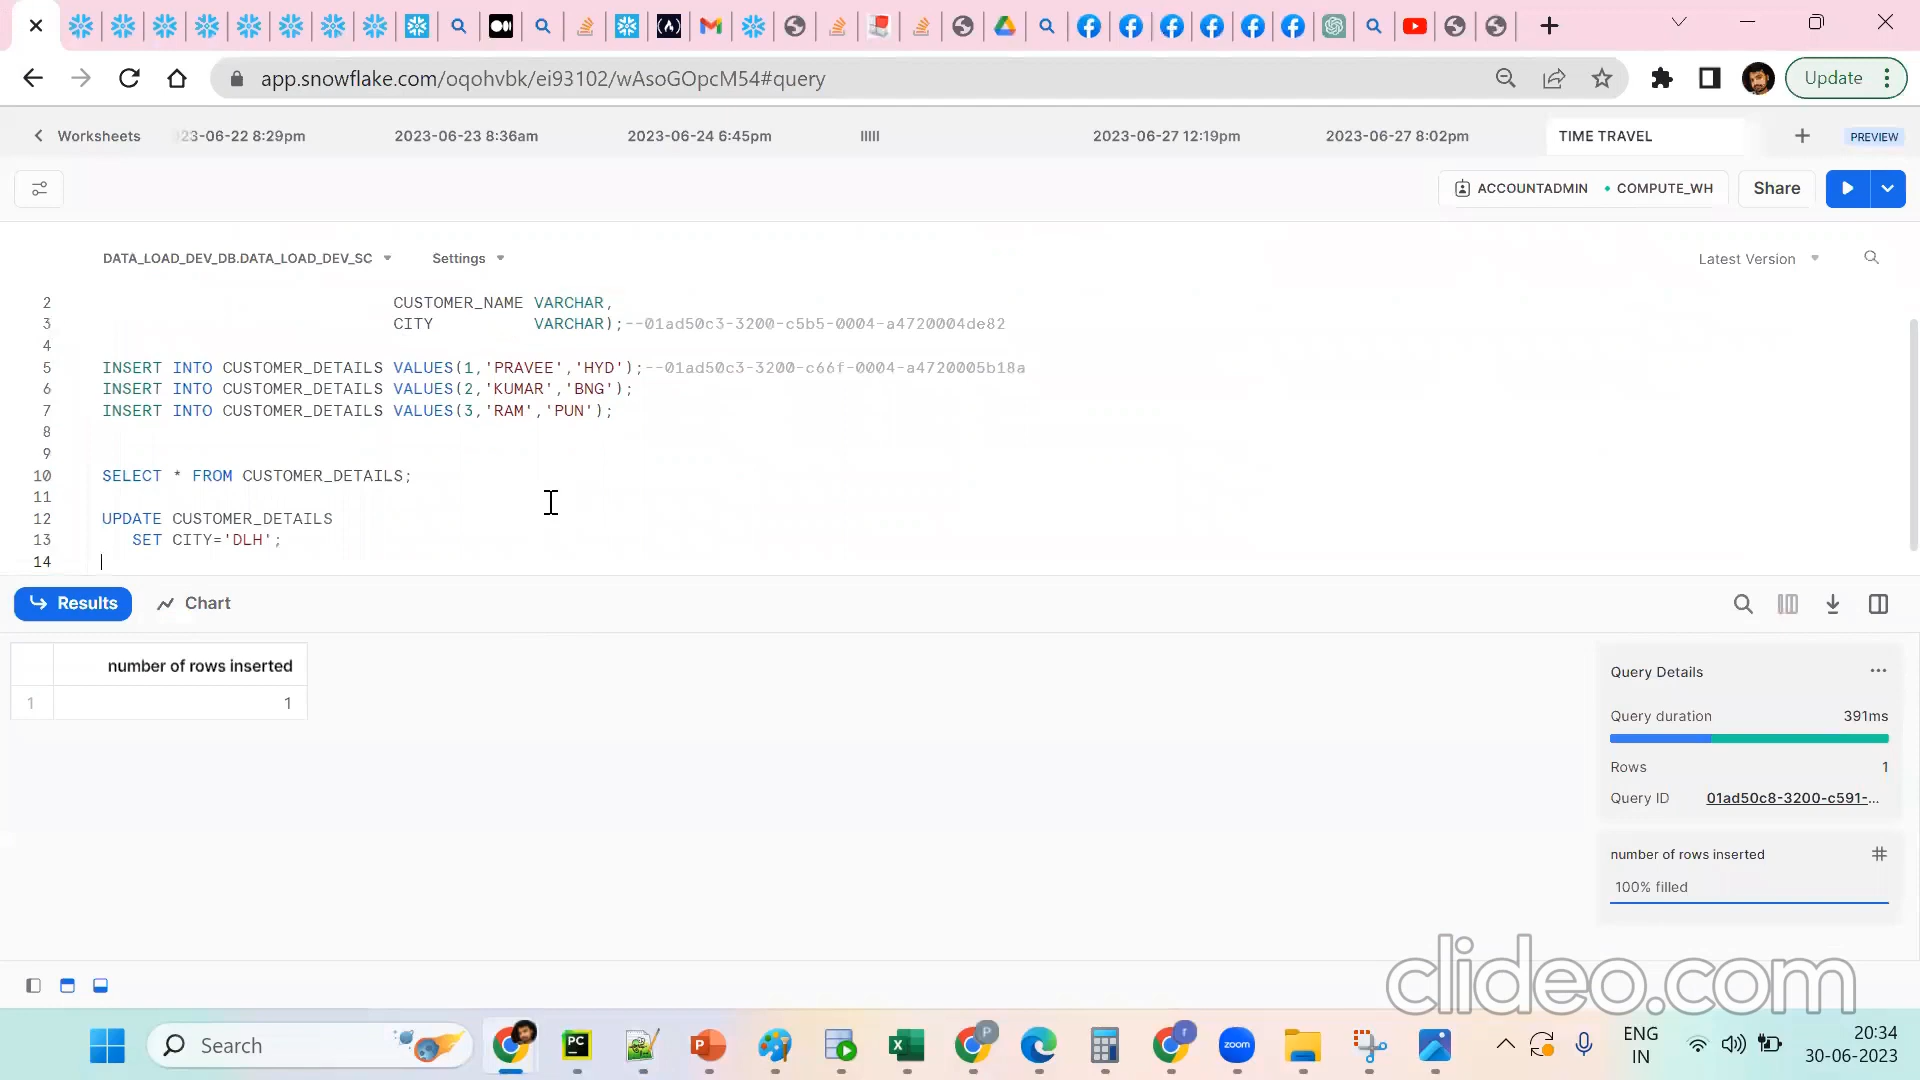 app.snowflake.com/oqohvbk/ei93102/wAsoGOpcM54#query
Update
Worksheets
23-06-22 8:29pm
2023-06-23 8:36am
2023-06-24 6:45pm
lllll
2023-06-27 12:19pm
2023-06-27 8:02pm
TIME TRAVEL
PREVIEW
ACCOUNTADMIN
COMPUTE_WH
Share
DATA_LOAD_DEV_DB.DATA_LOAD_DEV_SC
Settings
Latest Version
2 CUSTOMER_NAME VARCHAR,
3 CITY VARCHAR);--01ad50c3-3200-c5b5-0004-a4720004de82
4
5 INSERT INTO CUSTOMER_DETAILS VALUES(1,'PRAVEE','HYD');--01ad50c3-3200-c66f-0004-a4720005b18a
6 INSERT INTO CUSTOMER_DETAILS VALUES(2,'KUMAR','BNG');
7 INSERT INTO CUSTOMER_DETAILS VALUES(3,'RAM','PUN');
8
9
10 SELECT * FROM CUSTOMER_DETAILS;
11
12 UPDATE CUSTOMER_DETAILS
13 SET CITY='DLH';
14
Results
Chart
number of rows inserted
1 1
Query Details
Query duration 391ms
Rows 1
Query ID 01ad50c8-3200-c591-...
number of rows inserted
100% filled
clideo.com
Search
PC
P
X
P
r
zoom
ENG
IN
20:34
30-06-2023